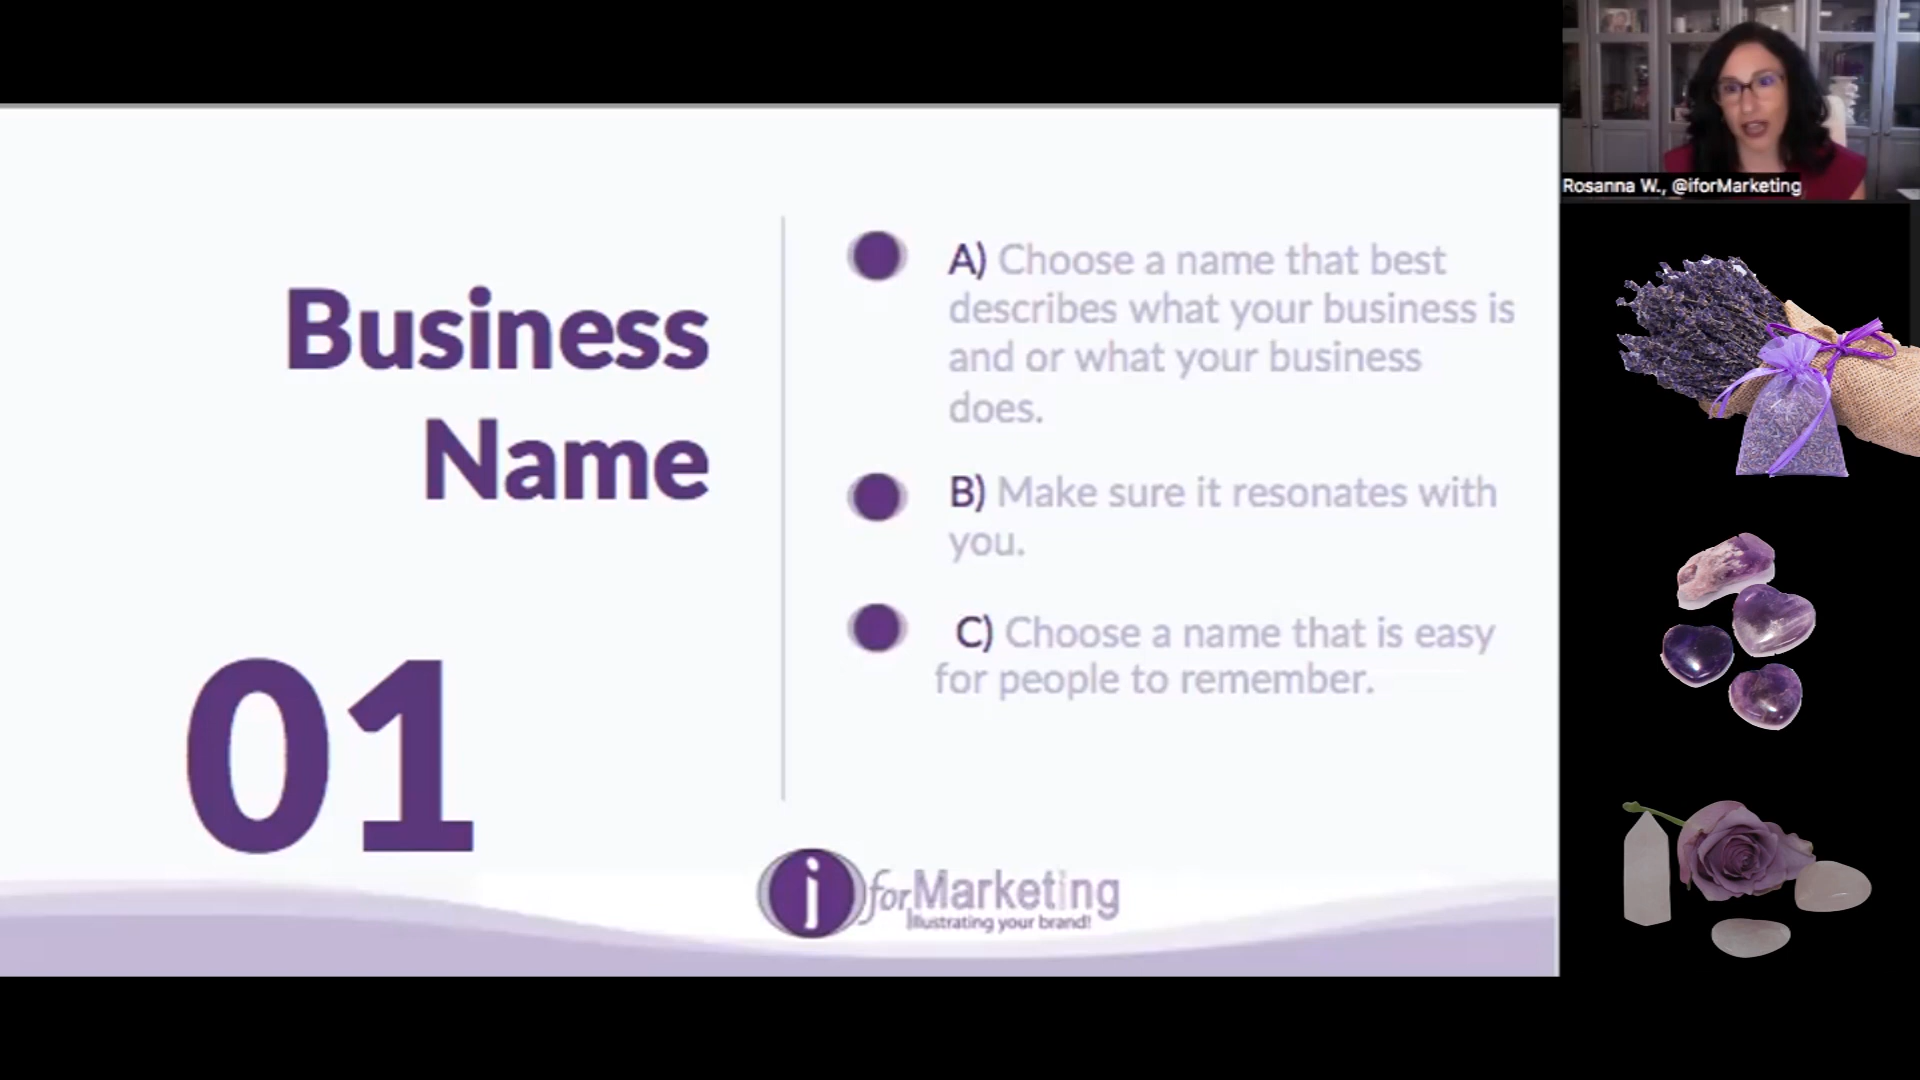 Rosanna W., @iforMarketing
Business
Name
01
A) Choose a name that best
describes what your business is
and or what your business
does.
B) Make sure it resonates with
you.
C) Choose a name that is easy
for people to remember.
i forMarketing
Illustrating your brand!